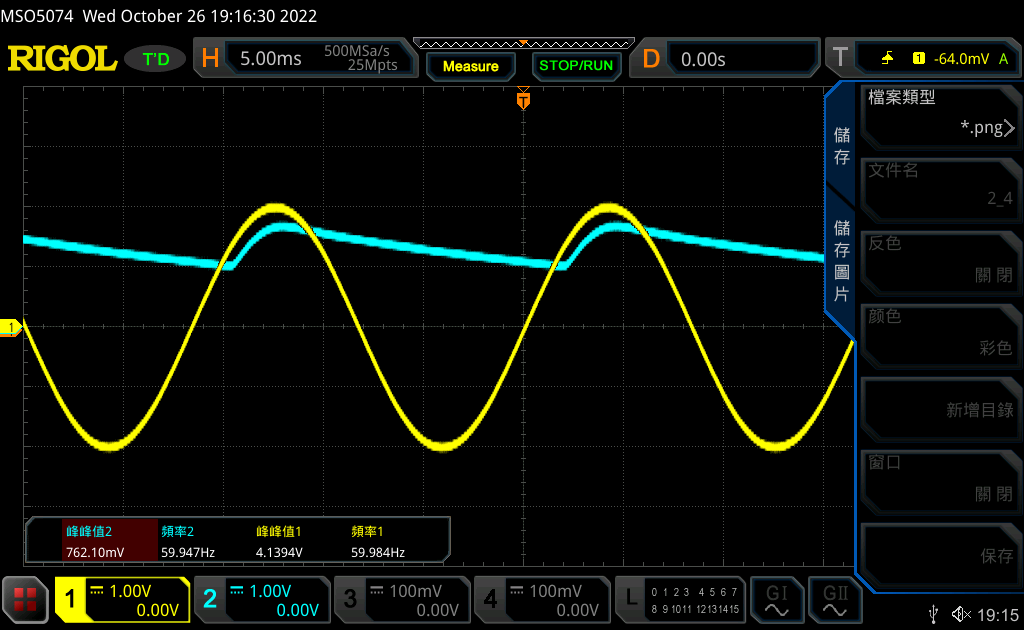 MSO5074 Wed October 26 19:16:30 2022
RIGOL
T'D
H
5.00ms
500MSa/s
25Mpts
Measure
STOP/RUN
D
0.00s
T
1
-64.0mV
A
T
1
儲存
儲存圖片
檔案類型
*.png
文件名
2_4
反色
關 閉
颜色
彩色
新增目錄
窗口
關 閉
保存
峰峰值2 頻率2 峰峰值1 頻率1
762.10mV 59.947Hz 4.1394V 59.984Hz
1
1.00V
0.00V
2
1.00V
0.00V
3
100mV
0.00V
4
100mV
0.00V
L
0 1 2 3 4 5 6 7
8 9 10 11 12 13 14 15
GI
GII
19:15